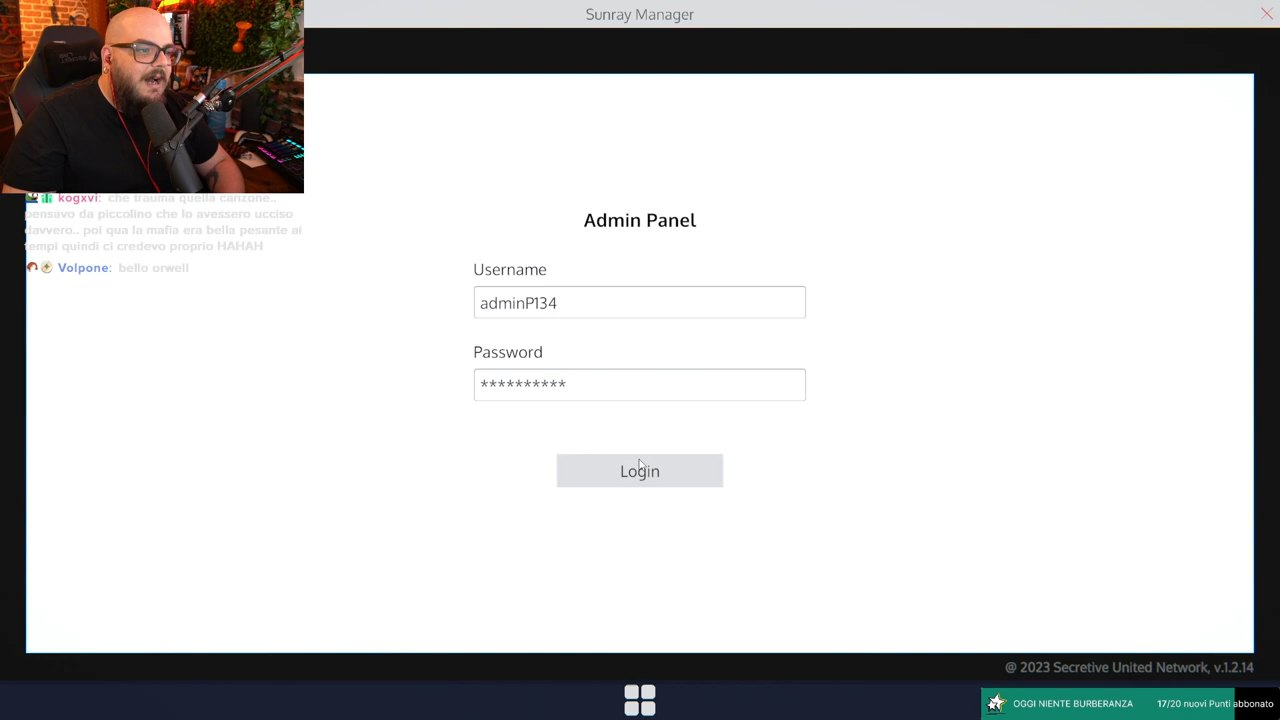 Sunray Manager
kogxvi: che trauma quella canzone..
pensavo da piccolino che lo avessero ucciso
davvero.. poi qua la mafia era bella pesante ai
tempi quindi ci credevo proprio HAHAH
Volpone: bello orwell
Admin Panel
Username
adminP134
Password
**********
Login
@ 2023 Secretive United Network, v.1.2.14
OGGI NIENTE BURBERANZA
17/20 nuovi Punti abbonato